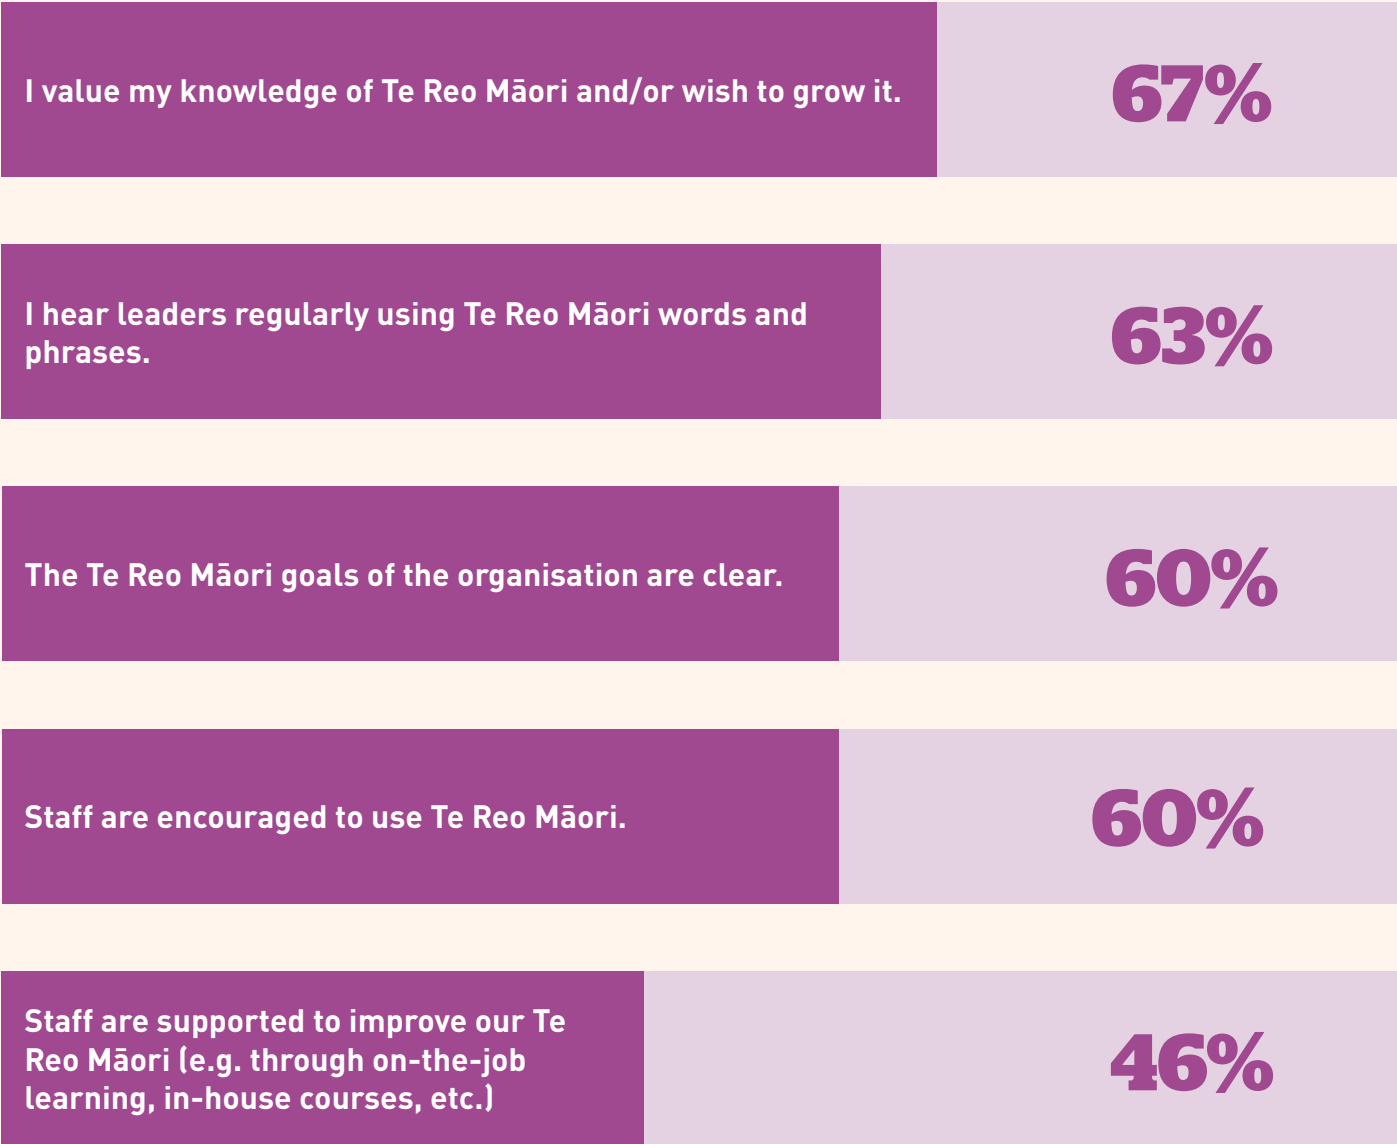 I value my knowledge of Te Reo Māori and/or wish to grow it.
67%
I hear leaders regularly using Te Reo Māori words and
phrases.
63%
The Te Reo Māori goals of the organisation are clear.
60%
Staff are encouraged to use Te Reo Māori.
60%
Staff are supported to improve our Te
Reo Māori (e.g. through on-the-job
learning, in-house courses, etc.)
46%